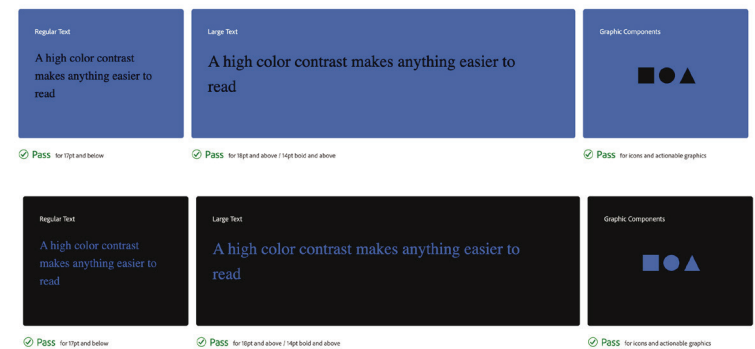 Regular Text
A high color contrast
makes anything easier to
read
Large Text
A high color contrast makes anything easier to
read
Graphic Components
Pass for 17pt and below
Pass for 18pt and above / 14pt bold and above
Pass for icons and actionable graphics
Regular Text
A high color contrast
makes anything easier to
read
Large Text
A high color contrast makes anything easier to
read
Graphic Components
Pass for 17pt and below
Pass for 18pt and above / 14pt bold and above
Pass for icons and actionable graphics